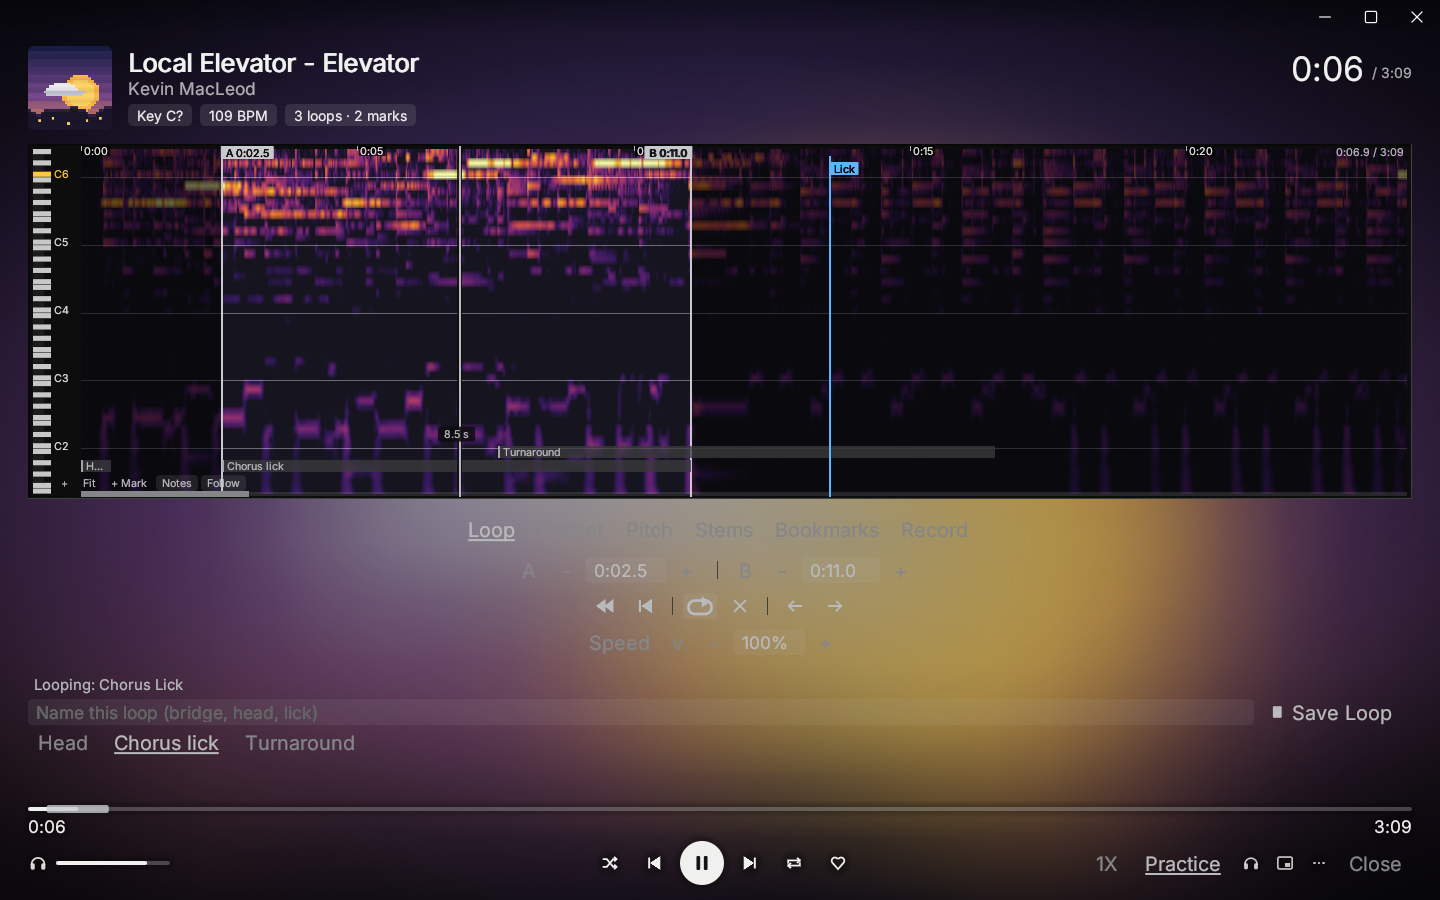 Local Elevator - Elevator
Kevin MacLeod
Key C? 109 BPM 3 loops · 2 marks
0:06 / 3:09
0:00 A 0:02.5 0:05 B 0:11.0 0:15 0:20 0:06.9 / 3:09
C6
Lick
C5
C4
C3
8.5 s
C2
Turnaround
H... Chorus lick
+ Fit + Mark Notes Follow
Loop Pitch Stems Bookmarks Record
A - 0:02.5 + B - 0:11.0 +
Speed v 100% +
Looping: Chorus Lick
Name this loop (bridge, head, lick) Save Loop
Head Chorus lick Turnaround
0:06 3:09
1X Practice ... Close